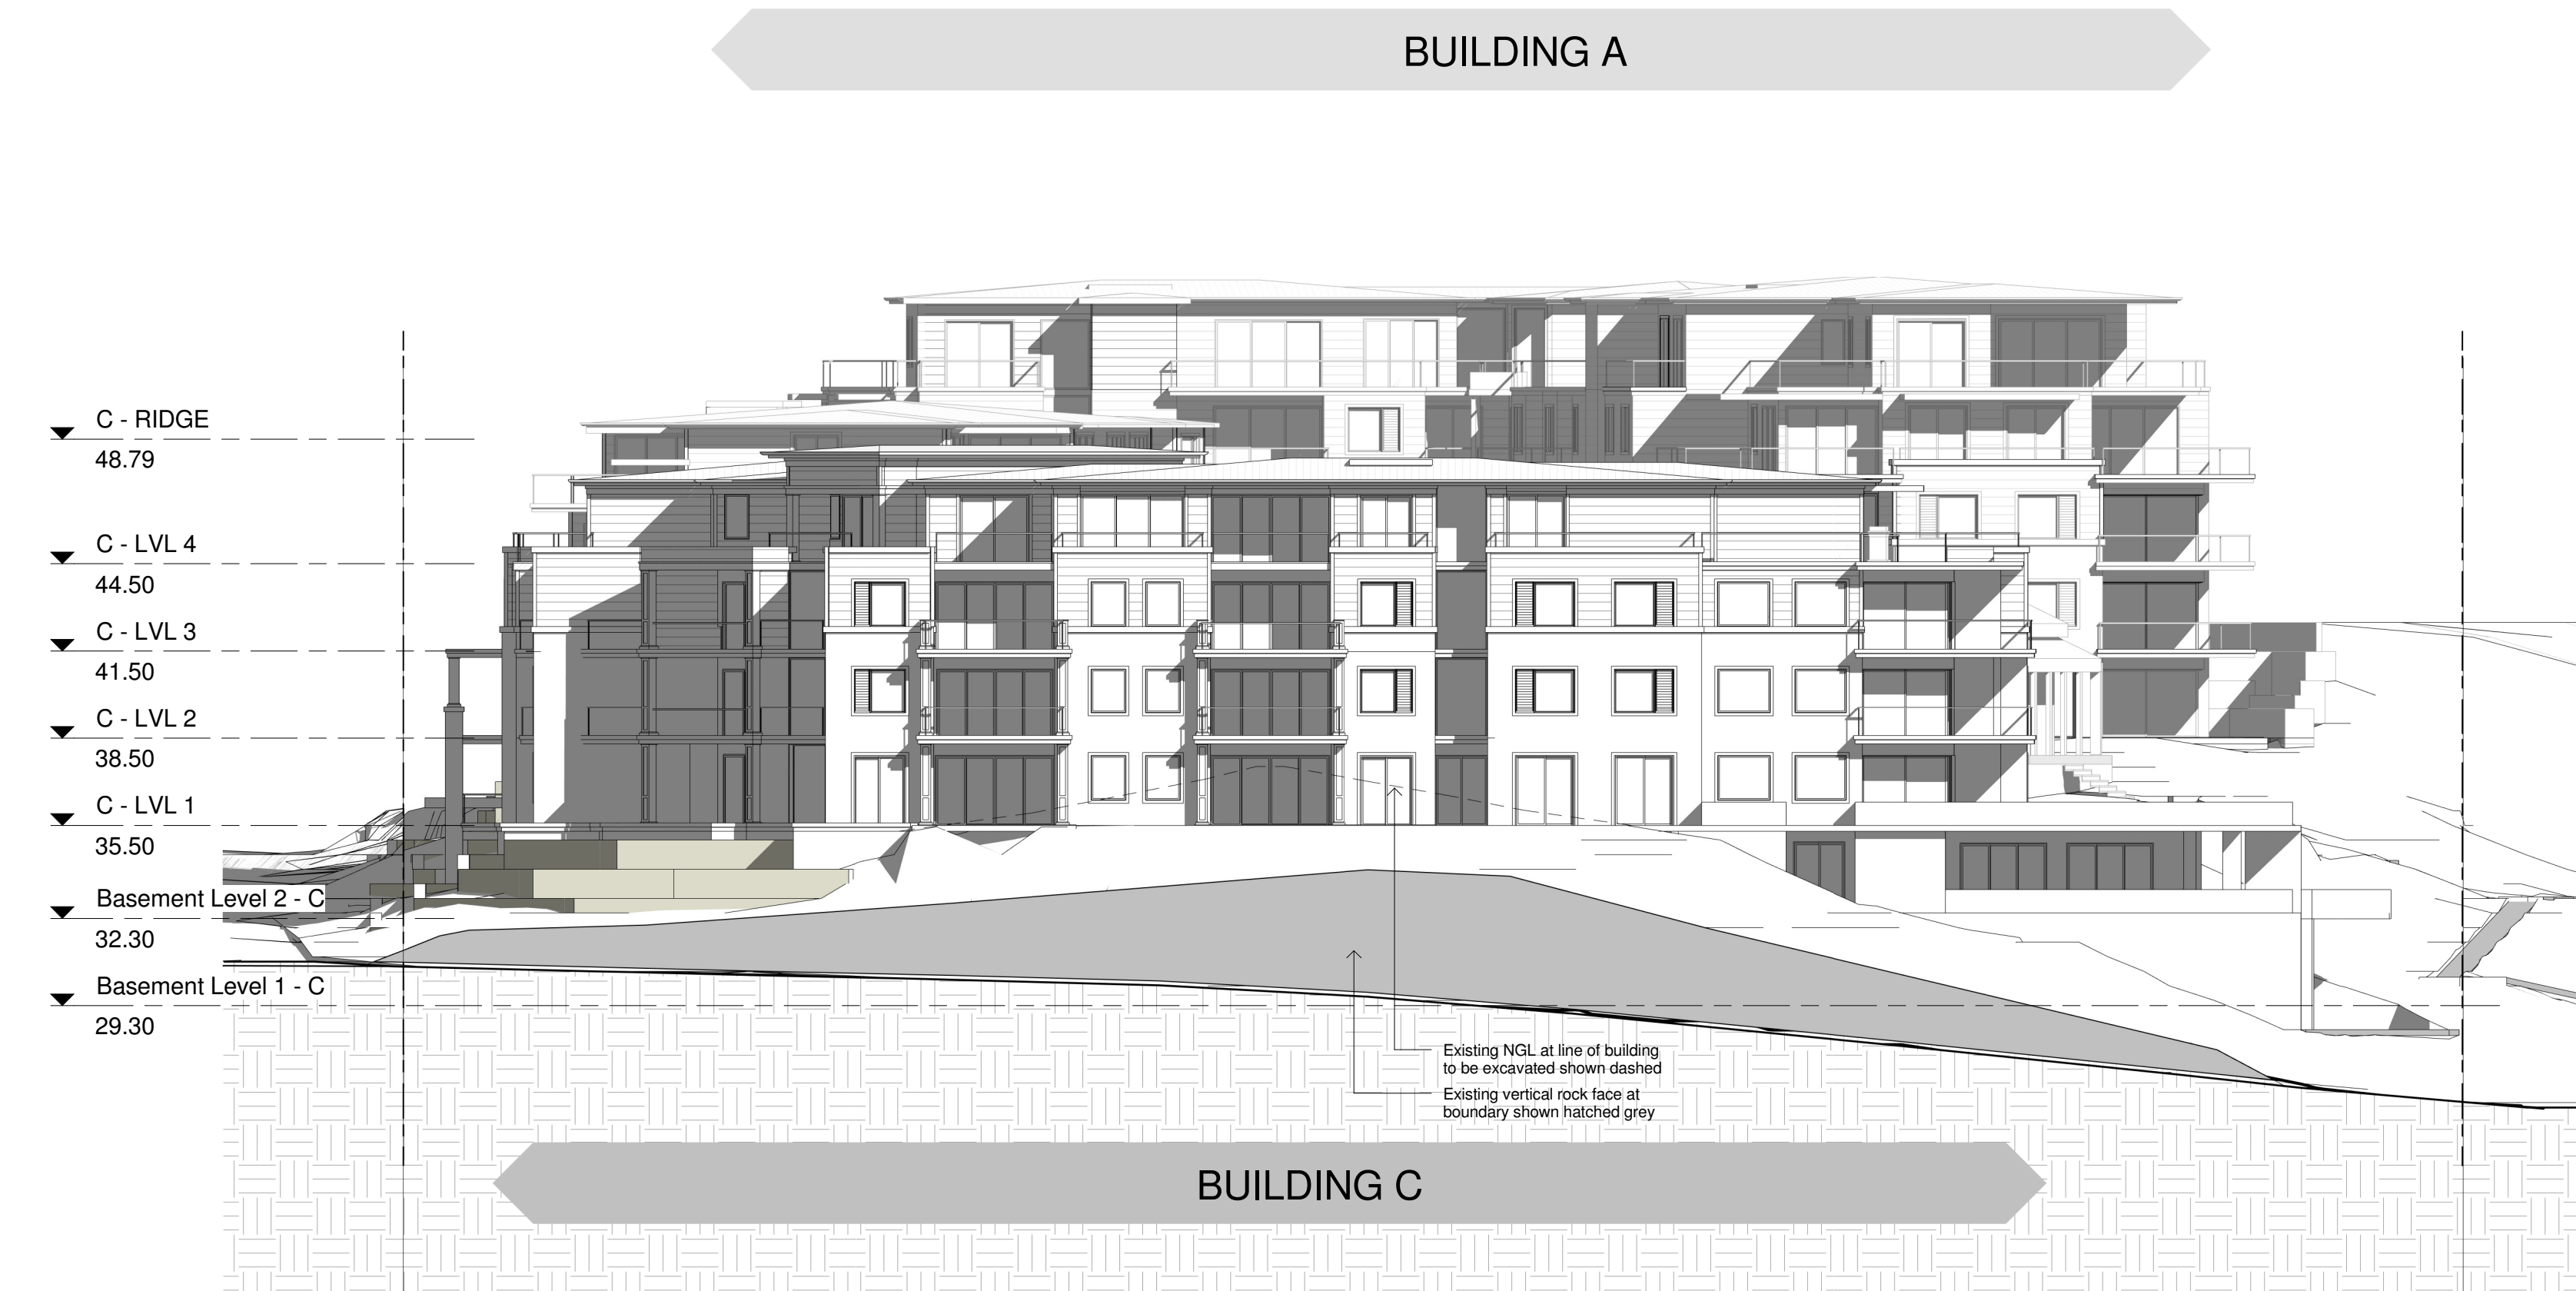 BUILDING A
C - RIDGE
48.79
C - LVL 4
44.50
C - LVL 3
41.50
C - LVL 2
38.50
C - LVL 1
35.50
Basement Level 2 - C
32.30
Basement Level 1 - C
29.30
Existing NGL at line of building
to be excavated shown dashed
Existing vertical rock face at
boundary shown hatched grey
BUILDING C